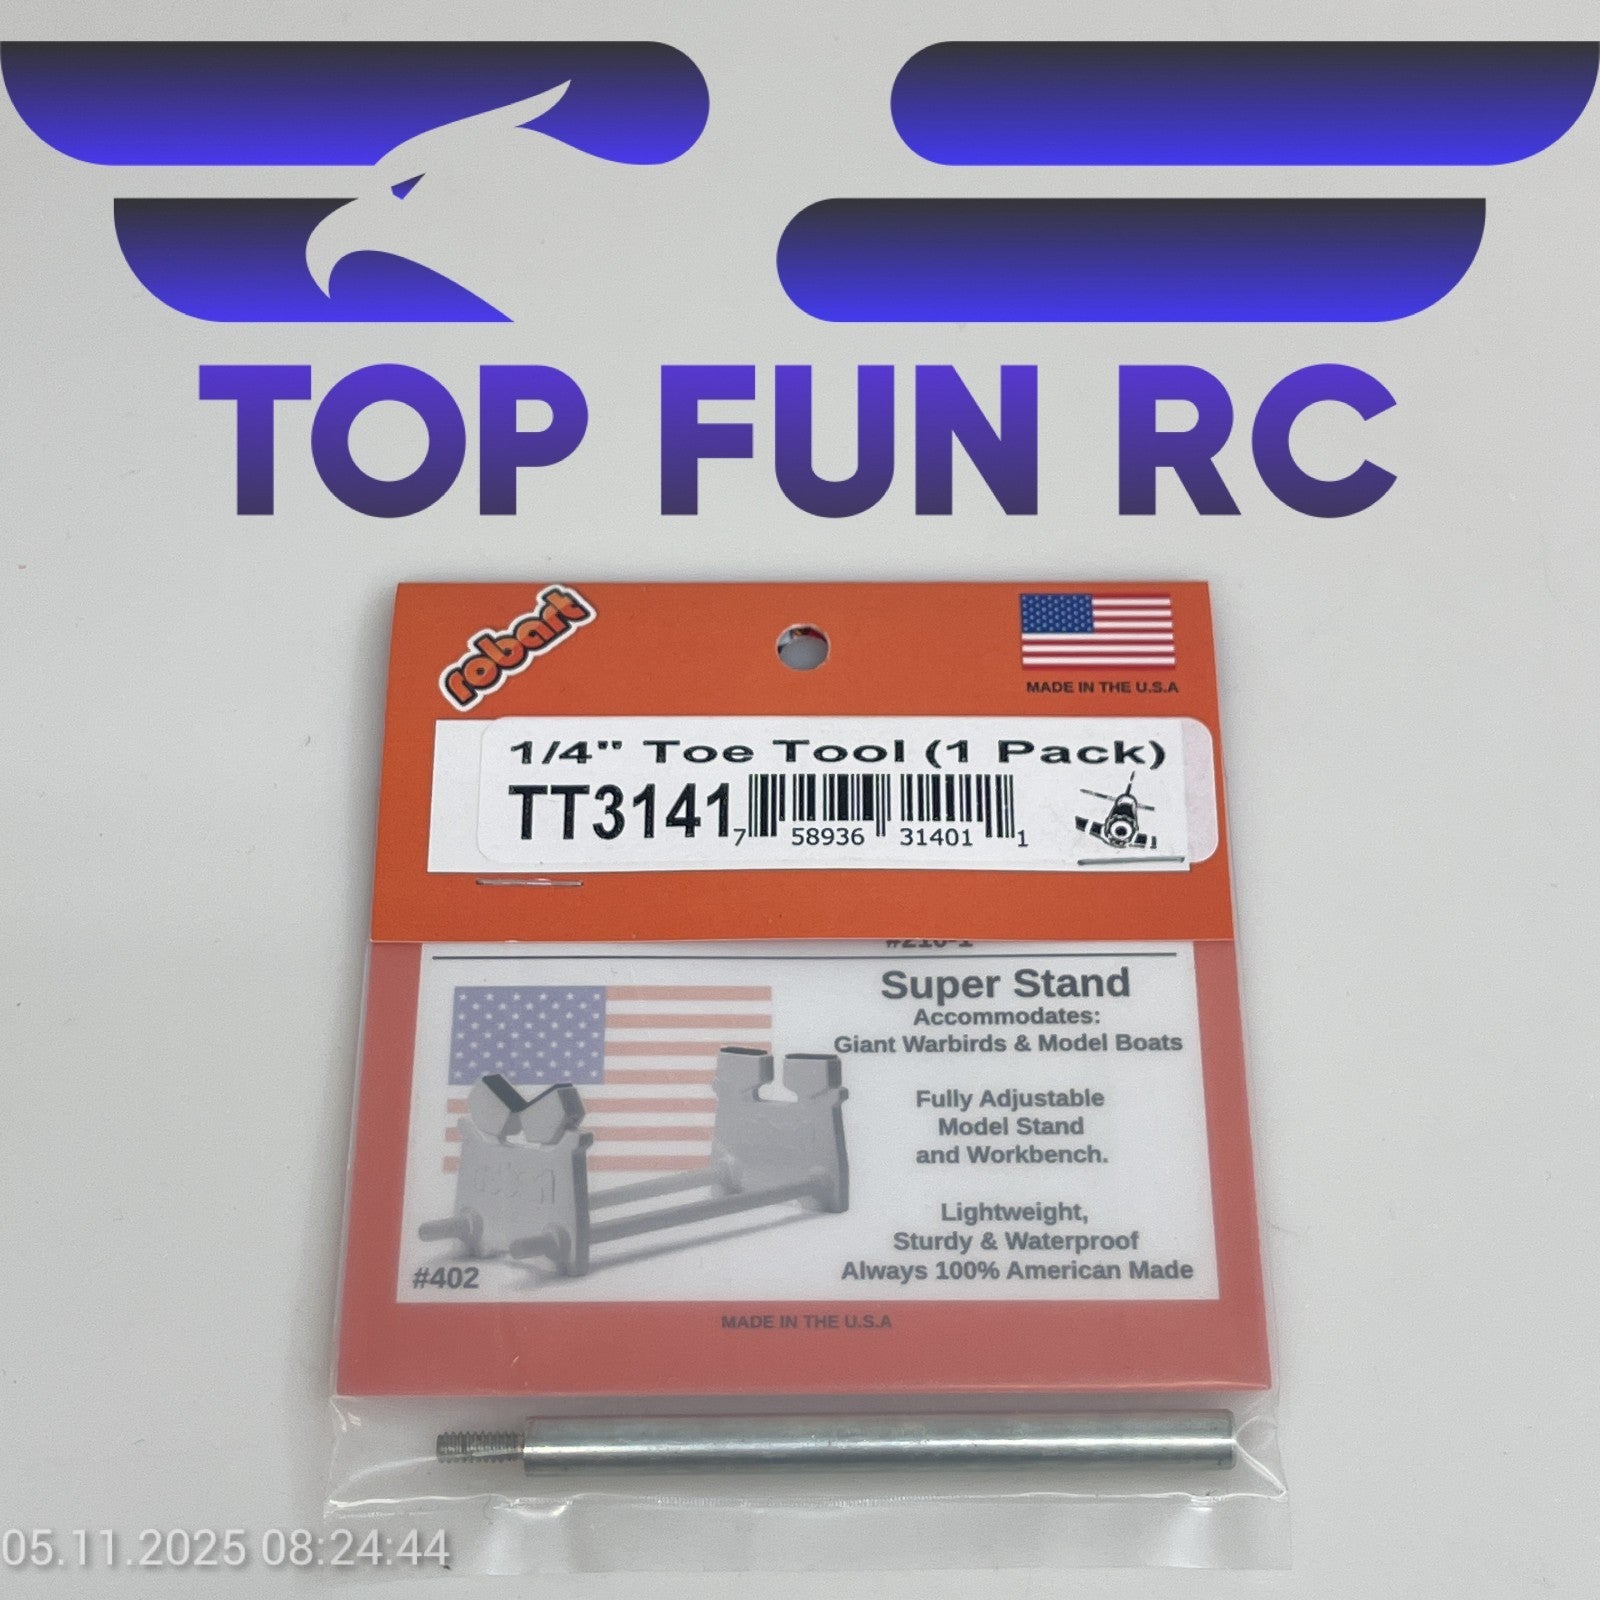 TOP FUN RC
robart
MADE IN THE U.S.A
1/4" Toe Tool (1 Pack)
TT3141
7 58936 31401 1
Super Stand
Accommodates:
Giant Warbirds & Model Boats
Fully Adjustable
Model Stand
and Workbench.
Lightweight,
Sturdy & Waterproof
Always 100% American Made
#402
MADE IN THE U.S.A
05.11.2025 08:24:44